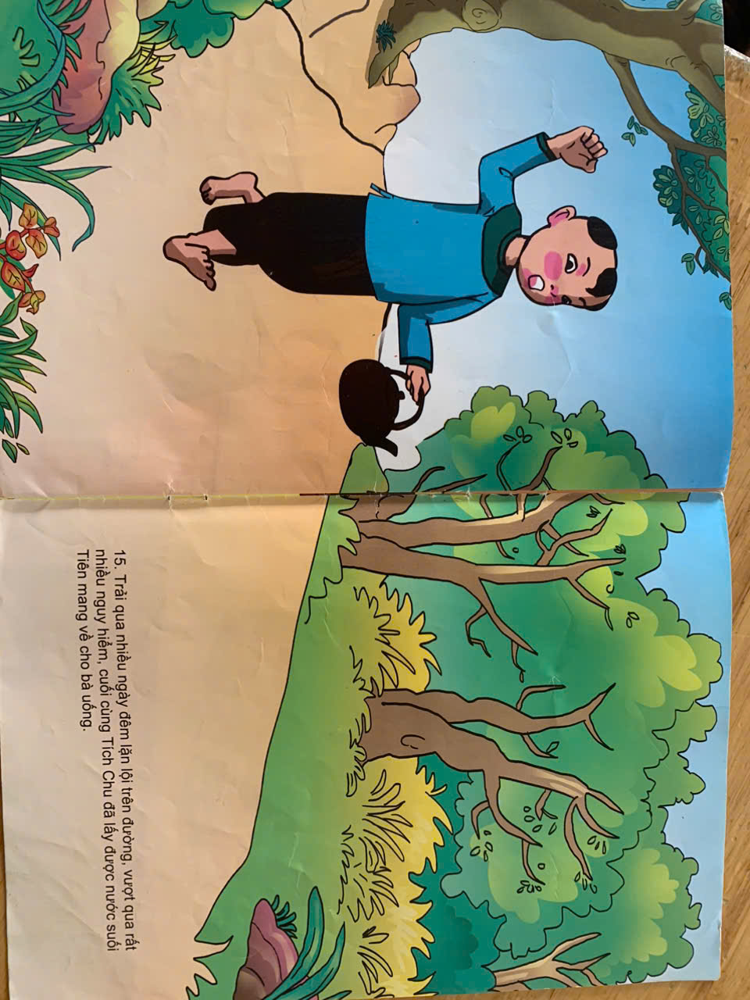 15. Trải qua nhiều ngày đêm lặn lội trên đường, vượt qua rất
nhiều nguy hiểm, cuối cùng Tích Chu đã lấy được nước suối
Tiên mang về cho bà uống.